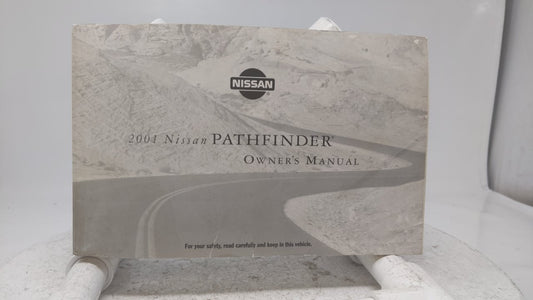 NISSAN
2001 Nissan PATHFINDER®
OWNER'S MANUAL
For your safety, read carefully and keep in this vehicle.